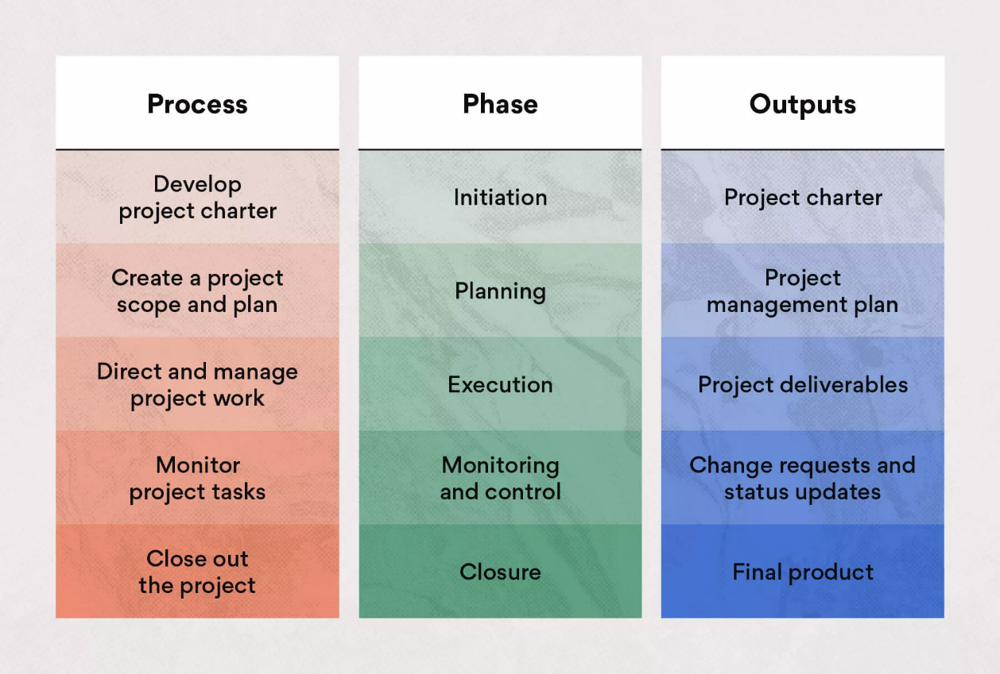 Process
Phase
Outputs
Develop
project charter
Initiation
Project charter
Create a project
scope and plan
Planning
Project
management plan
Direct and manage
project work
Execution
Project deliverables
Monitor
project tasks
Monitoring
and control
Change requests and
status updates
Close out
the project
Closure
Final product